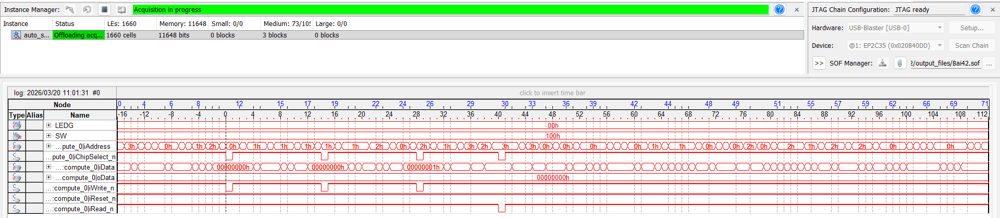 Instance Manager: Acquisition in progress
Instance Status LEs: 1660 Memory: 11648 Small: 0/0 Medium: 73/105 Large: 0/0
auto_s... Offloading acq... 1660 cells 11648 bits 0 blocks 3 blocks 0 blocks
JTAG Chain Configuration: JTAG ready
Hardware: USB-Blaster [USB-0] Setup...
Device: @1: EP2C35 (0x020B40DD) Scan Chain
>> SOF Manager: 2/output_files/Bai42.sof ...
log: 2026/03/20 11:01:31 #0 click to insert time bar
Node 0 4 6 8 12 15 17 19 22 24 26 29 30 33 36 39 42 44 48 49 51 55 57 62 66 69 71
Type Alias Name -16 -12 -8 -4 0 4 8 12 16 20 24 28 32 36 40 44 48 52 56 60 64 68 72 76 80 84 88 92 96 100 104 108 112
out LEDG 00h
in SW 100h
...pute_0|iAddress 3h 0h 1h 2h 0h 1h 1h 1h 1h 1h 2h 0h 2h 1h 3h 2h 3h 3h 0h 0h 0h 0h 1h 1h 0h 0h 2h 0h 2h 1h 2h 2h 0h 0h
...pute_0|iChipSelect_n
...:compute_0|iData 00000000h 00000000h 00000001h
...compute_0|oData 00000000h
...:compute_0|iWrite_n
...:compute_0|iReset_n
...:compute_0|iRead_n